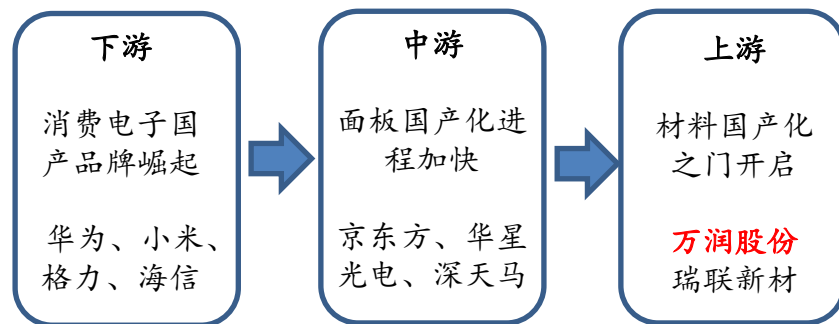 下游
消费电子国
产品牌崛起
华为、小米、
格力、海信
中游
面板国产化进
程加快
京东方、华星
光电、深天马
上游
材料国产化
之门开启
万润股份
瑞联新材